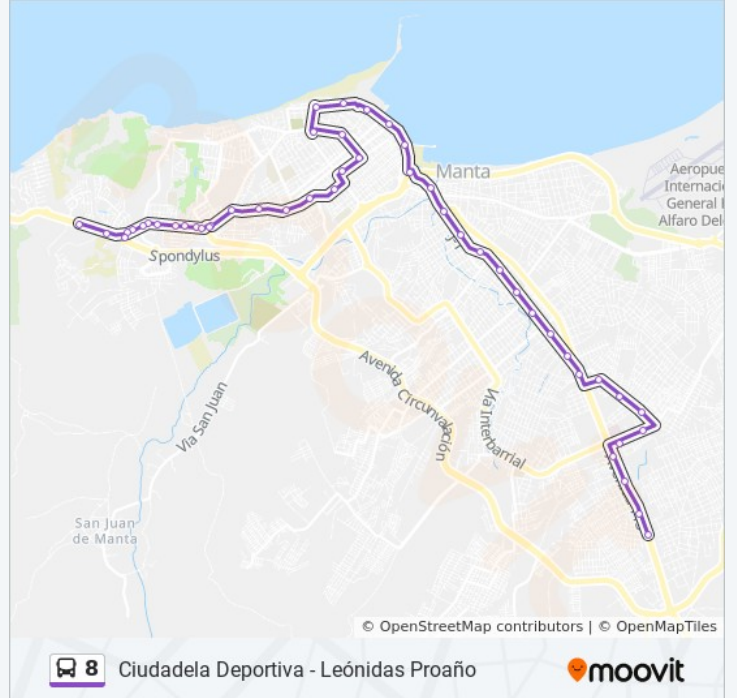 Manta
Aeropue
Internaci
General E
Alfaro Del
Spondylus
Avenida Circunvalación
Vía San Juan
Vía Interbarrial
San Juan
de Manta
© OpenStreetMap contributors | © OpenMapTiles
8 Ciudadela Deportiva - Leónidas Proaño
moovit